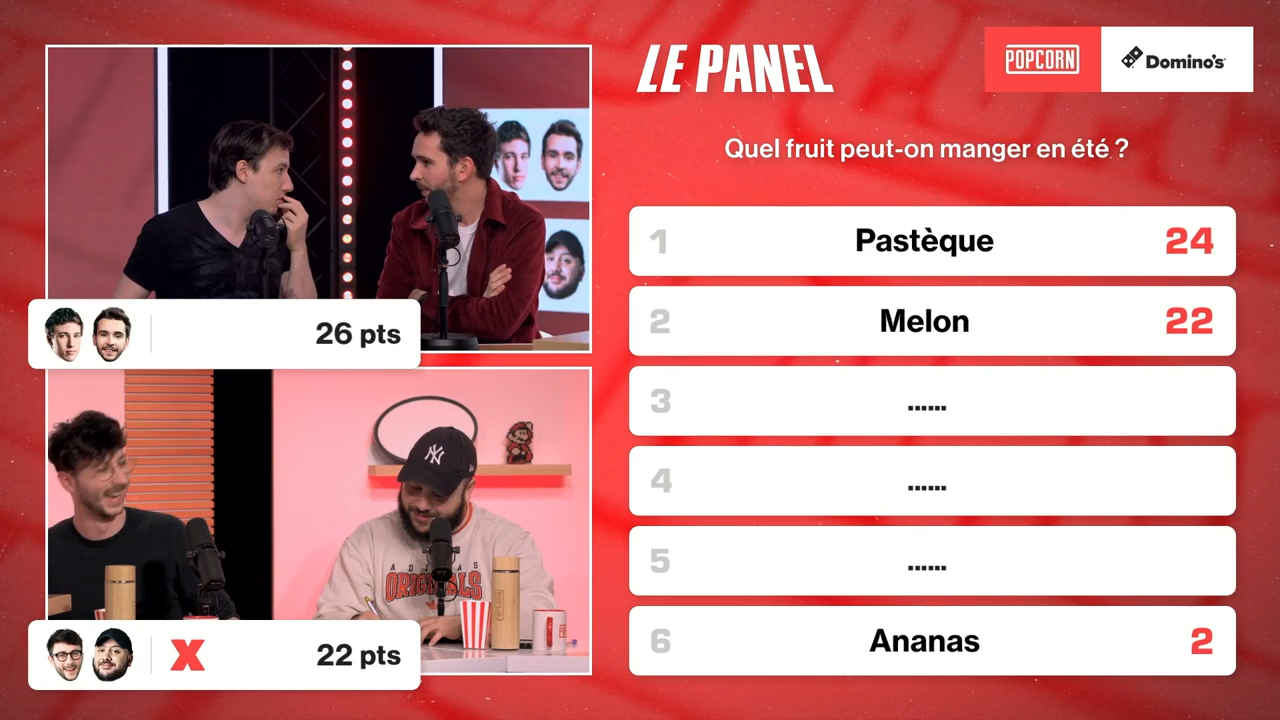 LE PANEL
POPCORN
Domino's
Quel fruit peut-on manger en été ?
1 Pastèque 24
2 Melon 22
3 ......
4 ......
5 ......
6 Ananas 2
26 pts
NY
ADIDAS
ORIGINALS
X 22 pts